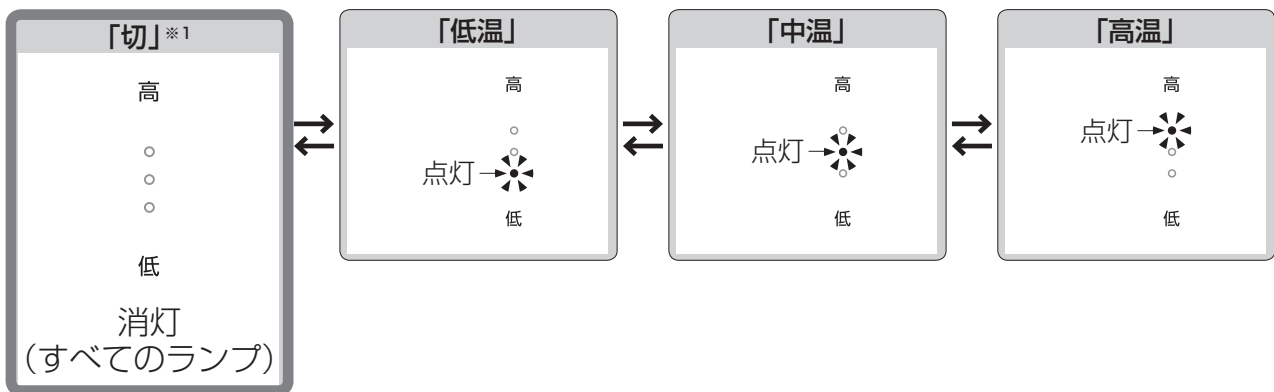 「切」※1
高
低
消灯
（すべてのランプ）
「低温」
高
点灯
低
「中温」
高
点灯
低
「高温」
高
点灯
低